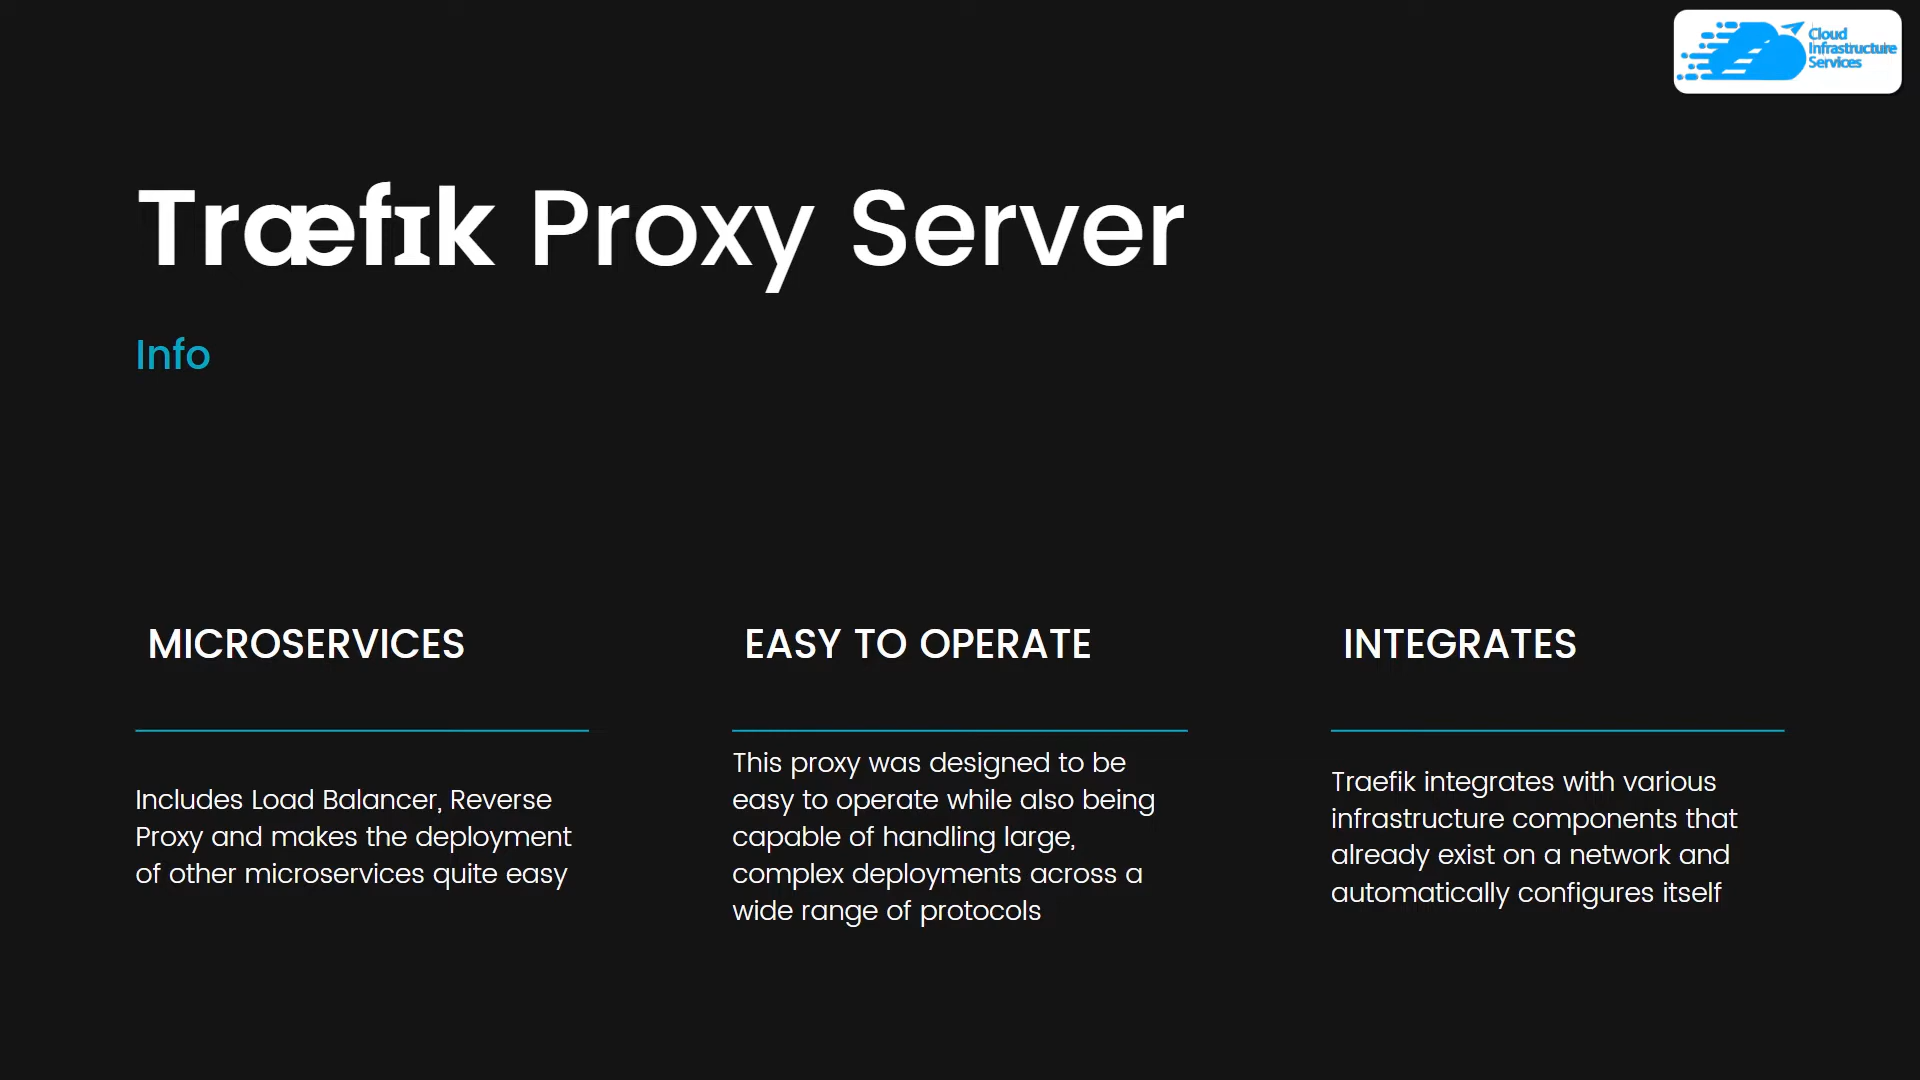 Cloud
Infrastructure
Services
Træfɪk Proxy Server
Info
MICROSERVICES
Includes Load Balancer, Reverse
Proxy and makes the deployment
of other microservices quite easy
EASY TO OPERATE
This proxy was designed to be
easy to operate while also being
capable of handling large,
complex deployments across a
wide range of protocols
INTEGRATES
Traefik integrates with various
infrastructure components that
already exist on a network and
automatically configures itself